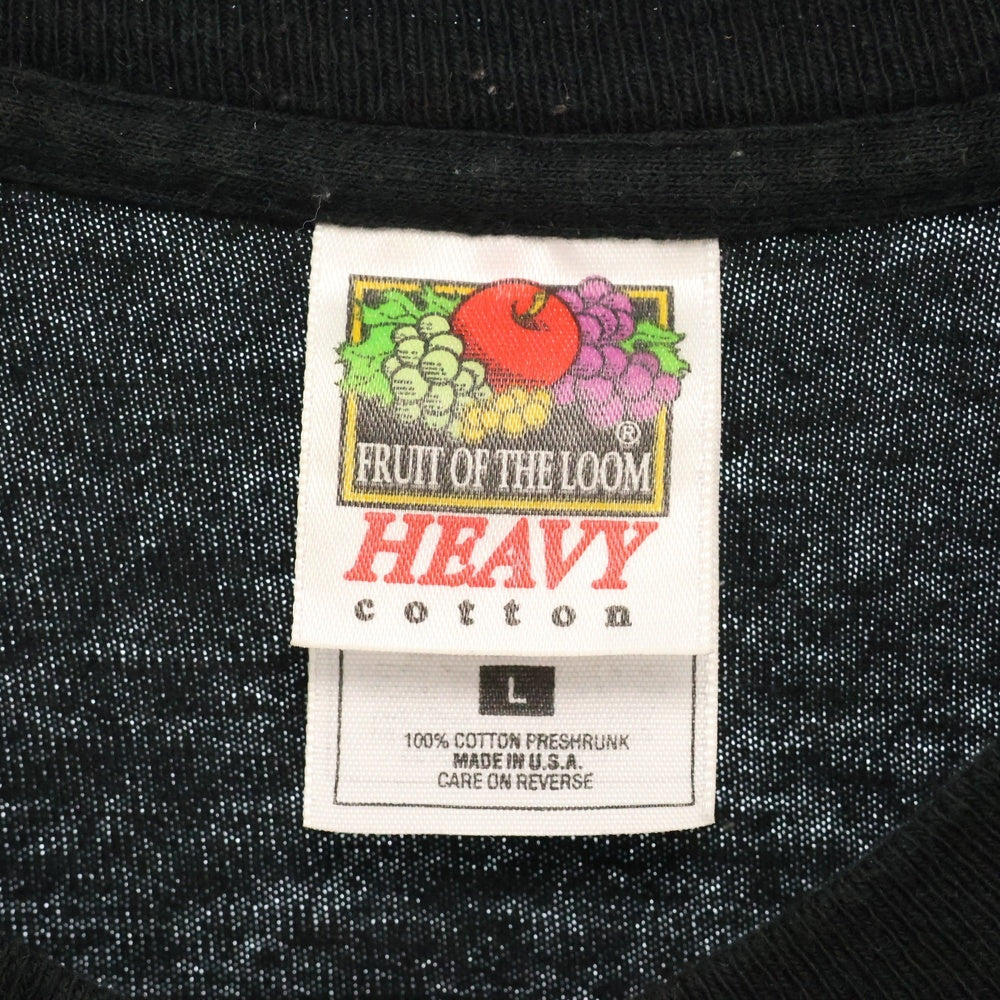 ®
FRUIT OF THE LOOM
HEAVY
cotton
L
100% COTTON PRESHRUNK
MADE IN U.S.A.
CARE ON REVERSE